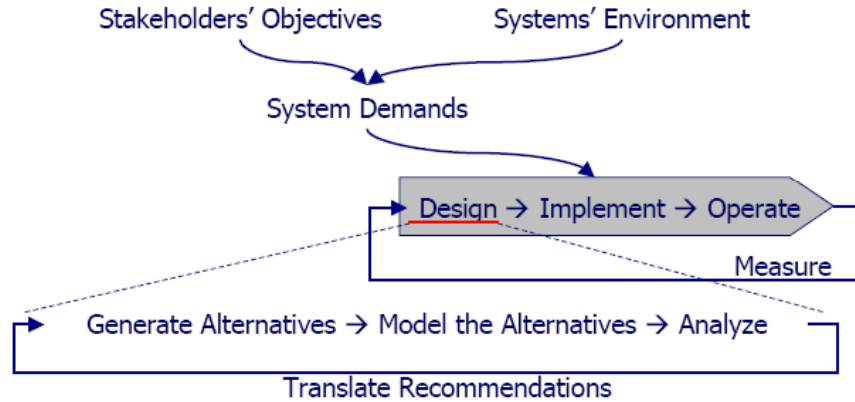 Stakeholders' Objectives
Systems' Environment
System Demands
Design → Implement → Operate
Measure
Generate Alternatives → Model the Alternatives → Analyze
Translate Recommendations